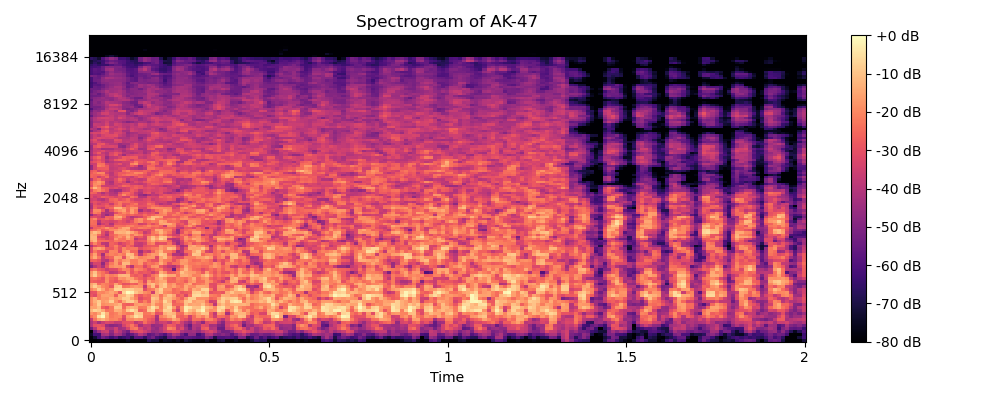 Spectrogram of AK-47
Hz
16384
8192
4096
2048
1024
512
0
0
0.5
1
1.5
2
Time
+0 dB
-10 dB
-20 dB
-30 dB
-40 dB
-50 dB
-60 dB
-70 dB
-80 dB